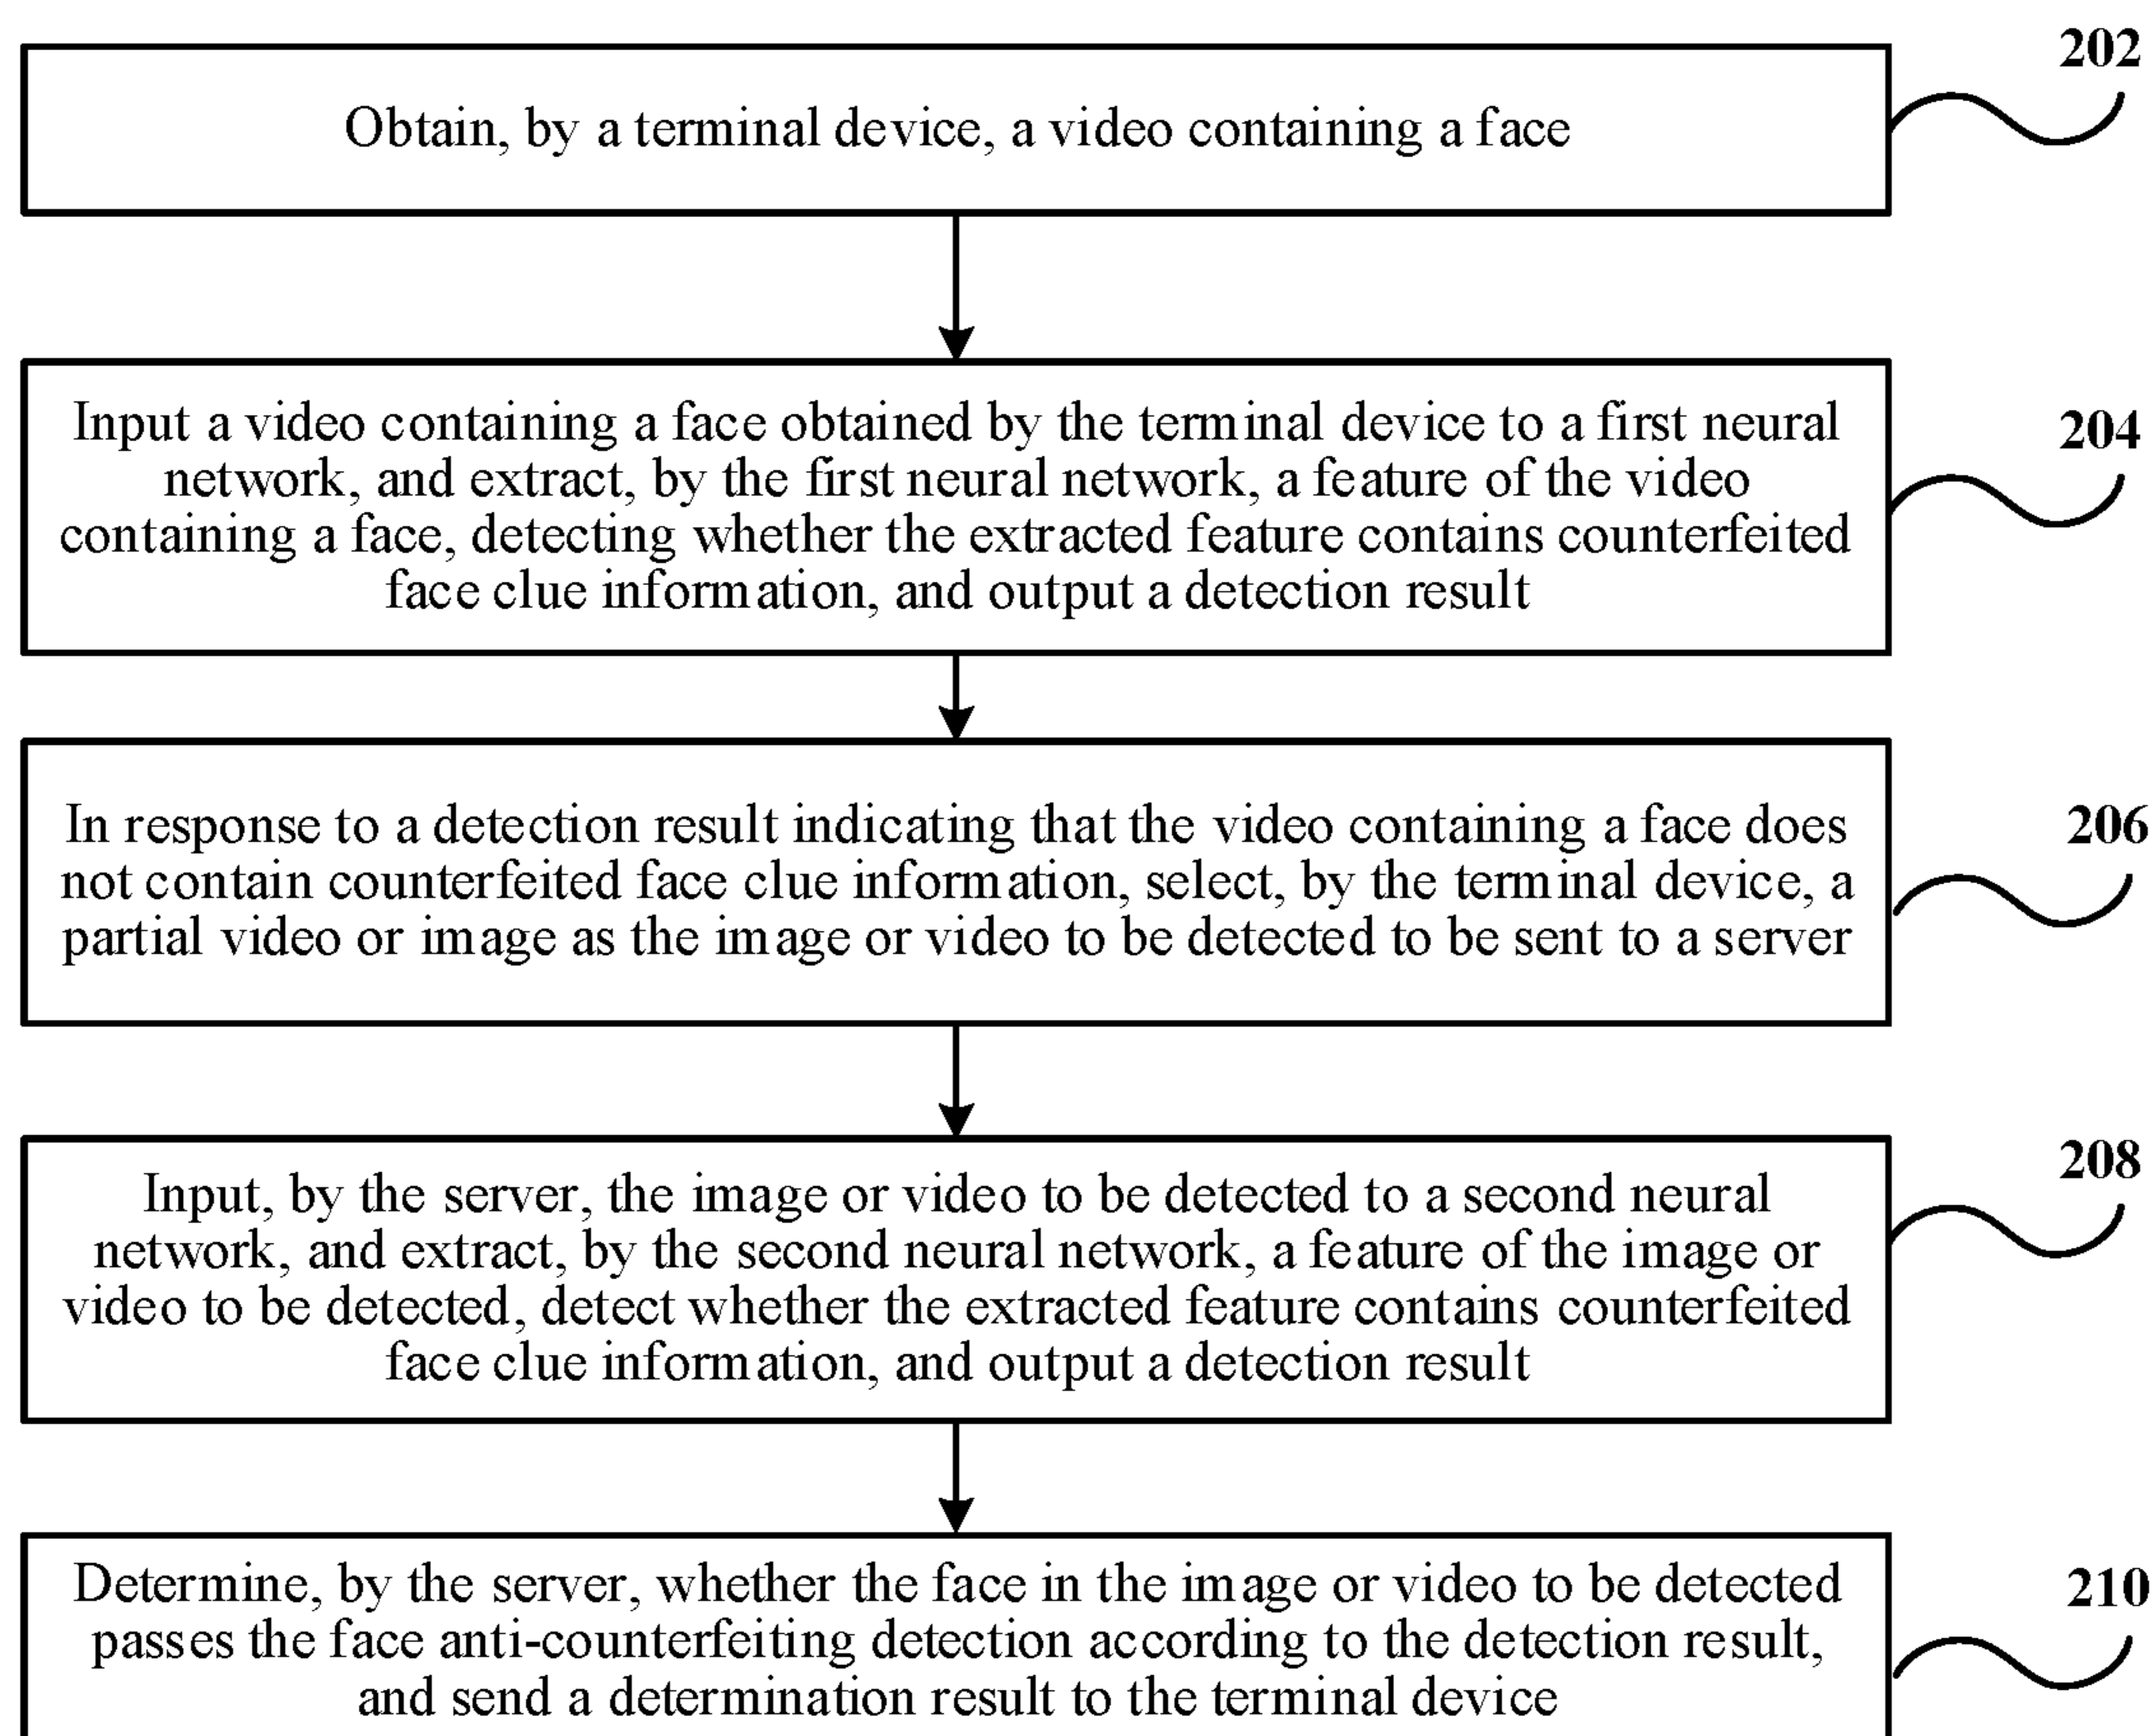 202
Obtain, by a terminal device, a video containing a face
204
Input a video containing a face obtained by the terminal device to a first neural
network, and extract, by the first neural network, a feature of the video
containing a face, detecting whether the extracted feature contains counterfeited
face clue information, and output a detection result
206
In response to a detection result indicating that the video containing a face does
not contain counterfeited face clue information, select, by the terminal device, a
partial video or image as the image or video to be detected to be sent to a server
208
Input, by the server, the image or video to be detected to a second neural
network, and extract, by the second neural network, a feature of the image or
video to be detected, detect whether the extracted feature contains counterfeited
face clue information, and output a detection result
210
Determine, by the server, whether the face in the image or video to be detected
passes the face anti-counterfeiting detection according to the detection result,
and send a determination result to the terminal device